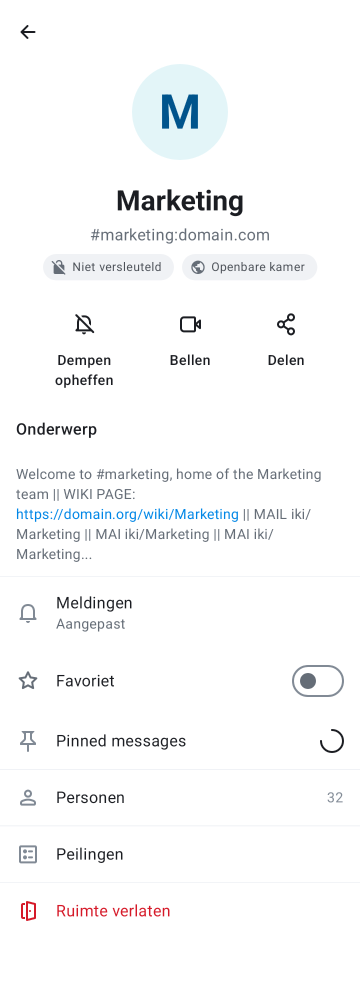 M
Marketing
#marketing:domain.com
Niet versleuteld
Openbare kamer
Dempen
opheffen
Bellen
Delen
Onderwerp
Welcome to #marketing, home of the Marketing
team || WIKI PAGE:
https://domain.org/wiki/Marketing || MAIL iki/
Marketing || MAI iki/Marketing || MAI iki/
Marketing...
Meldingen
Aangepast
Favoriet
Pinned messages
Personen
32
Peilingen
Ruimte verlaten